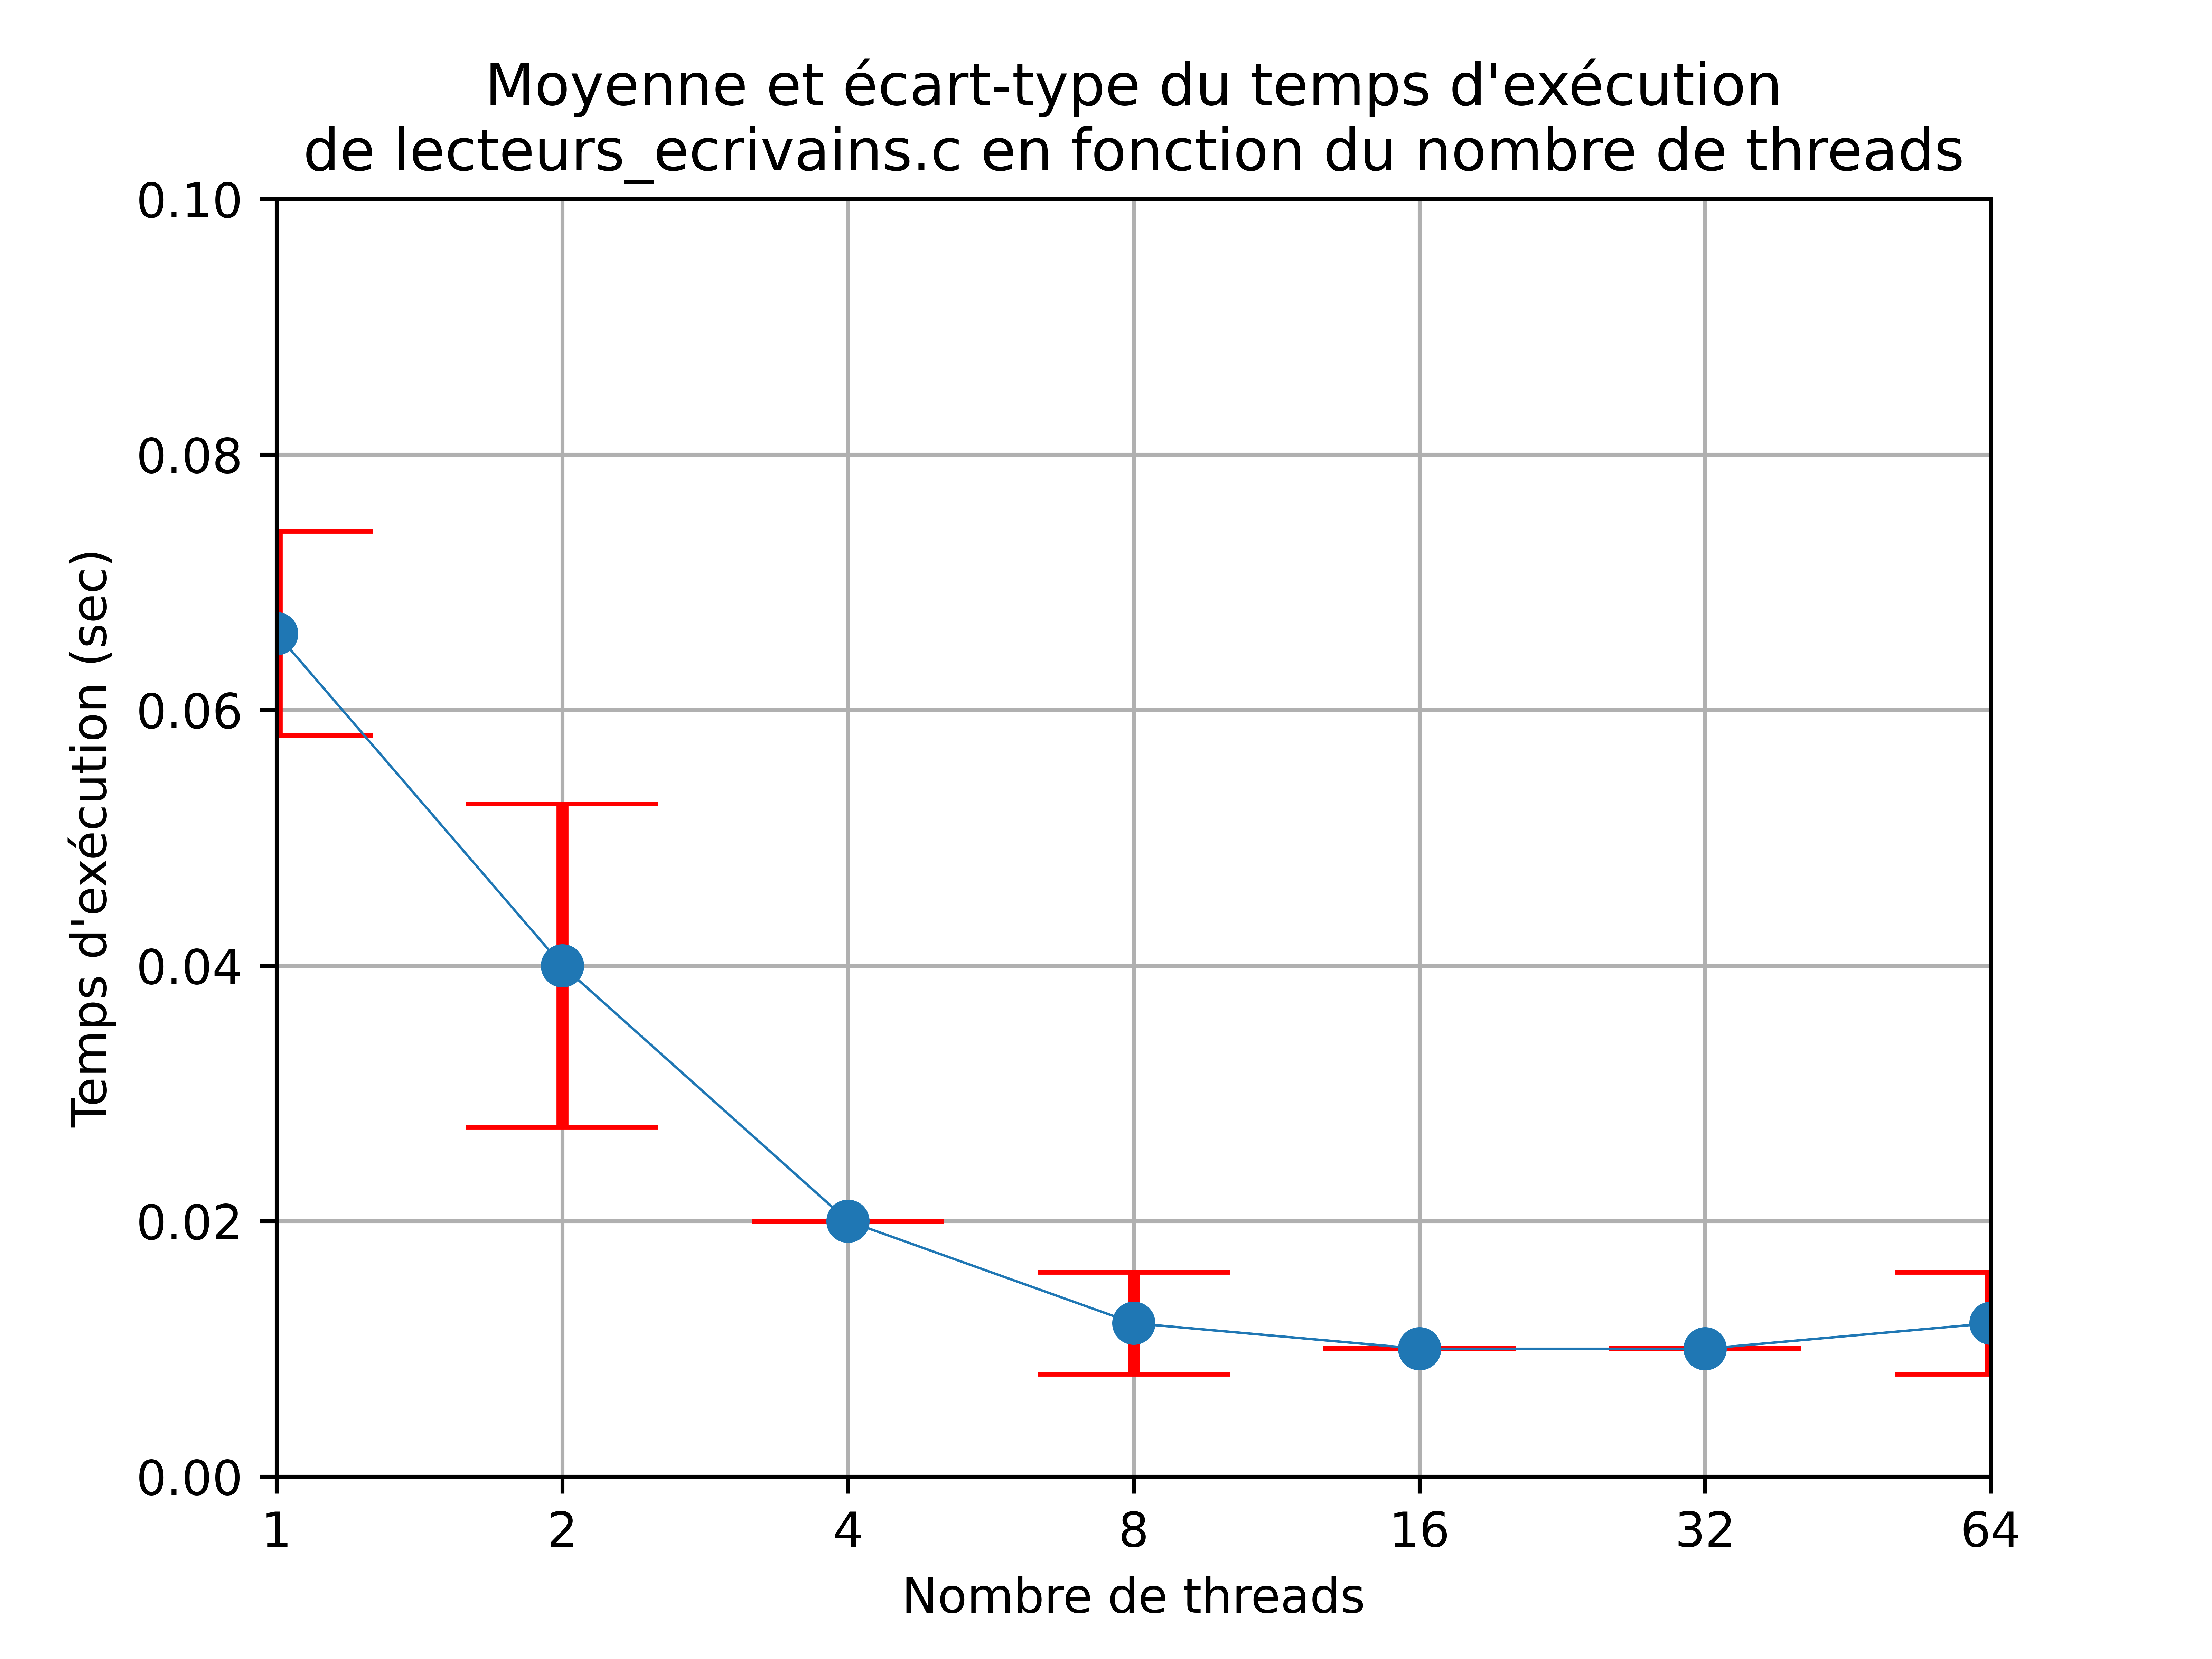 Moyenne et écart-type du temps d'exécution
de lecteurs_ecrivains.c en fonction du nombre de threads
0.10
0.08
0.06
0.04
0.02
0.00
Temps d'exécution (sec)
1 2 4 8 16 32 64
Nombre de threads